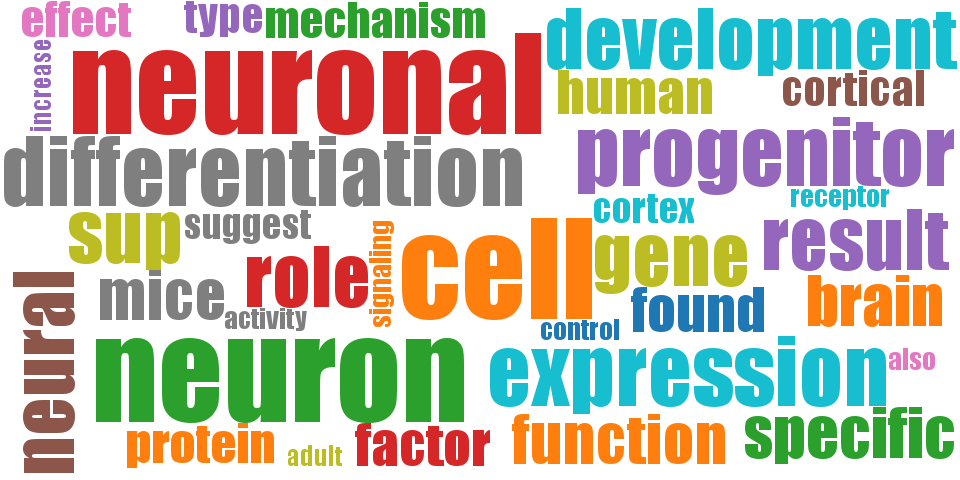 effect
type
mechanism
development
increase
neuronal
human
cortical
differentiation
progenitor
receptor
sup
suggest
cortex
signaling
cell
gene
result
role
mice
activity
found
brain
control
neural
neuron
expression
also
protein
adult
factor
function
specific